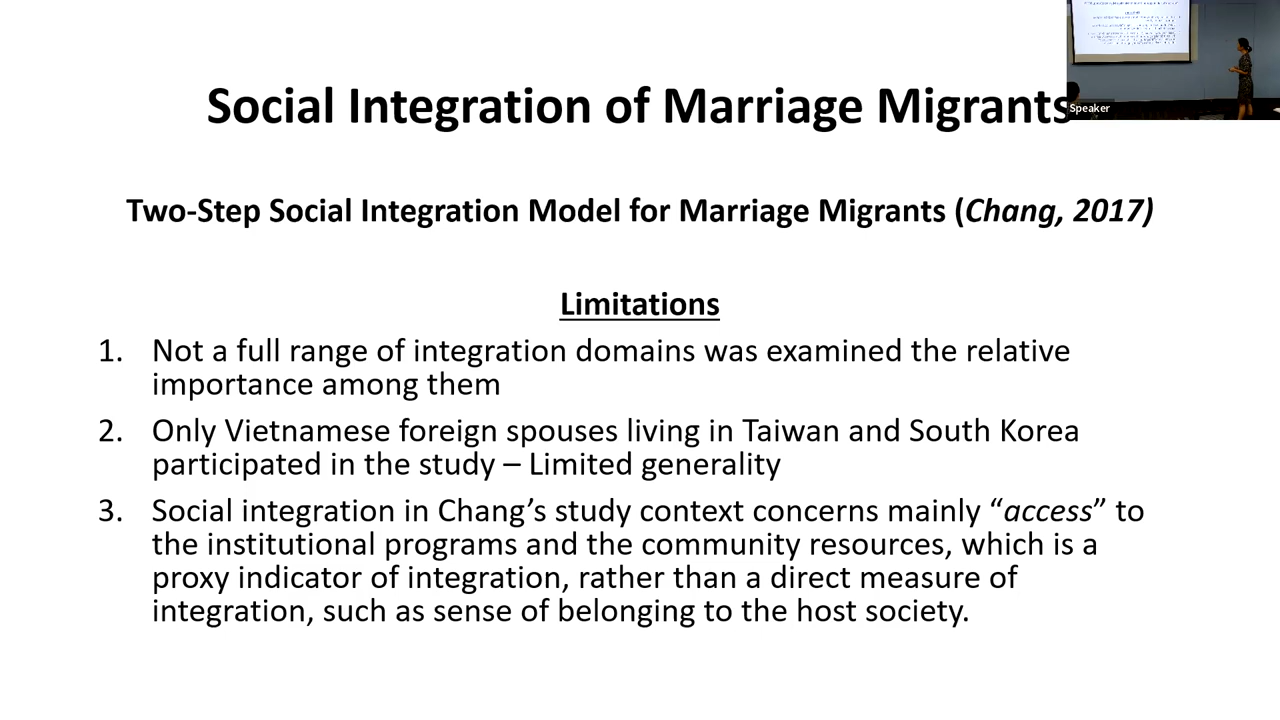 Social Integration of Marriage Migrants
Speaker
Two-Step Social Integration Model for Marriage Migrants (Chang, 2017)
Limitations
1. Not a full range of integration domains was examined the relative
importance among them
2. Only Vietnamese foreign spouses living in Taiwan and South Korea
participated in the study – Limited generality
3. Social integration in Chang’s study context concerns mainly “access” to
the institutional programs and the community resources, which is a
proxy indicator of integration, rather than a direct measure of
integration, such as sense of belonging to the host society.